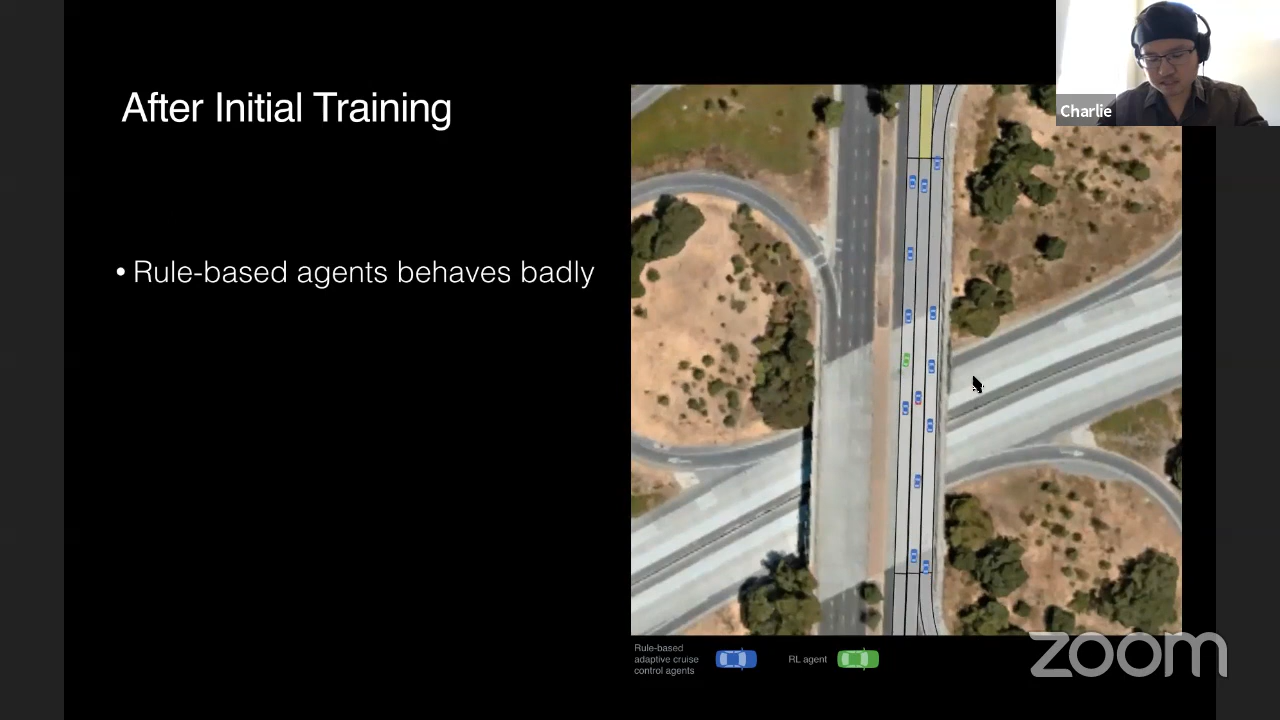 After Initial Training
Charlie
• Rule-based agents behaves badly
Rule-based
adaptive cruise
control agents
RL agent
zoom